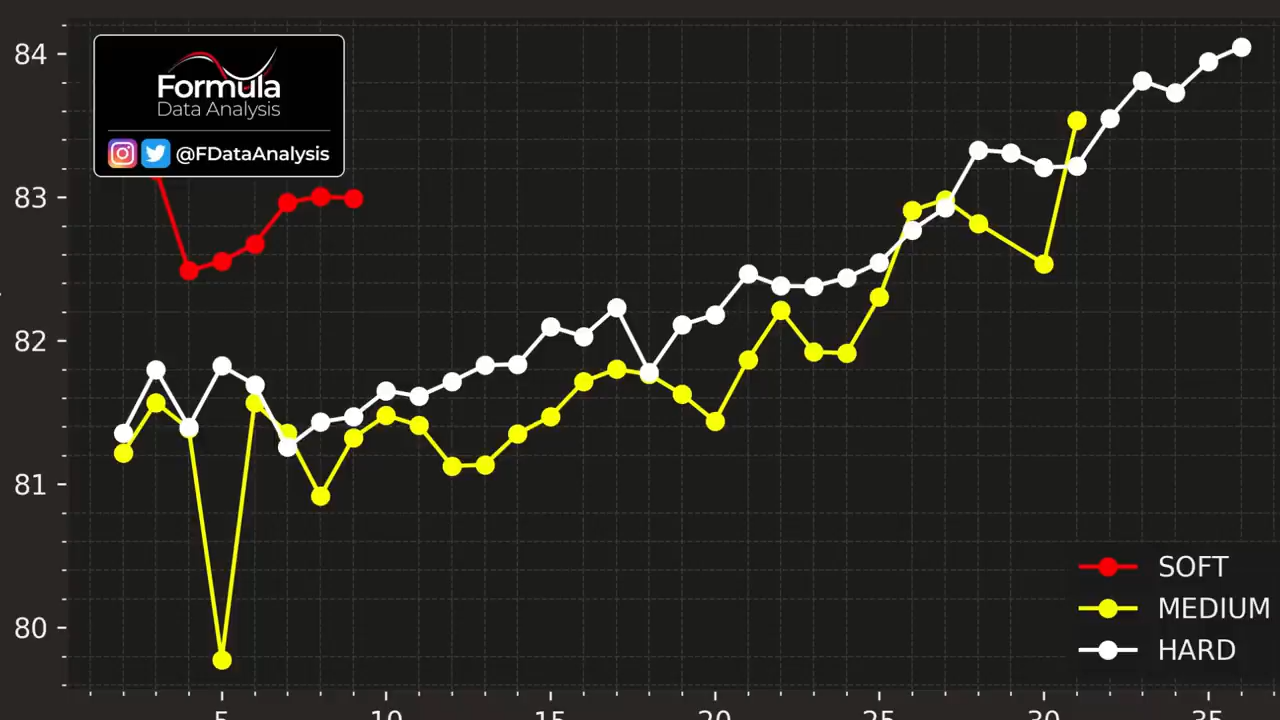 84
Formula
Data Analysis
@FDataAnalysis
83
82
81
80
SOFT
MEDIUM
HARD
5
10
15
20
25
30
35